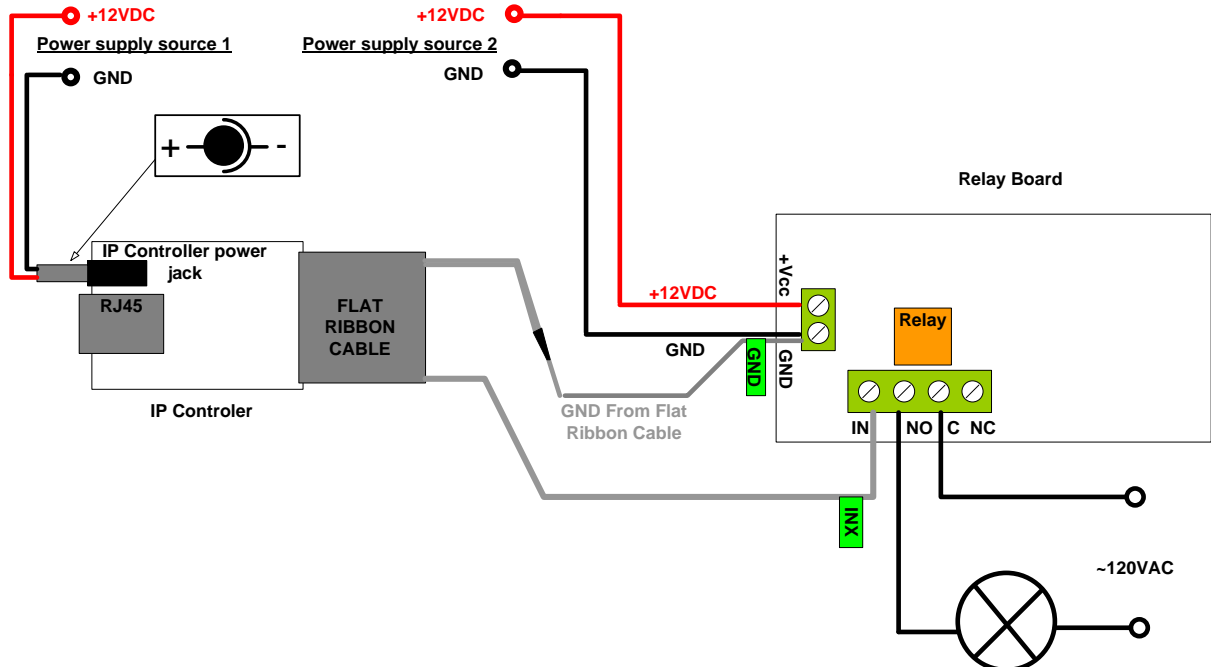 +12VDC
Power supply source 1
GND
+12VDC
Power supply source 2
GND
+ -
Relay Board
IP Controller power
jack
RJ45
FLAT
RIBBON
CABLE
IP Controler
+12VDC
GND
GND
+Vcc
GND
Relay
IN NO C NC
GND From Flat
Ribbon Cable
INX
~120VAC